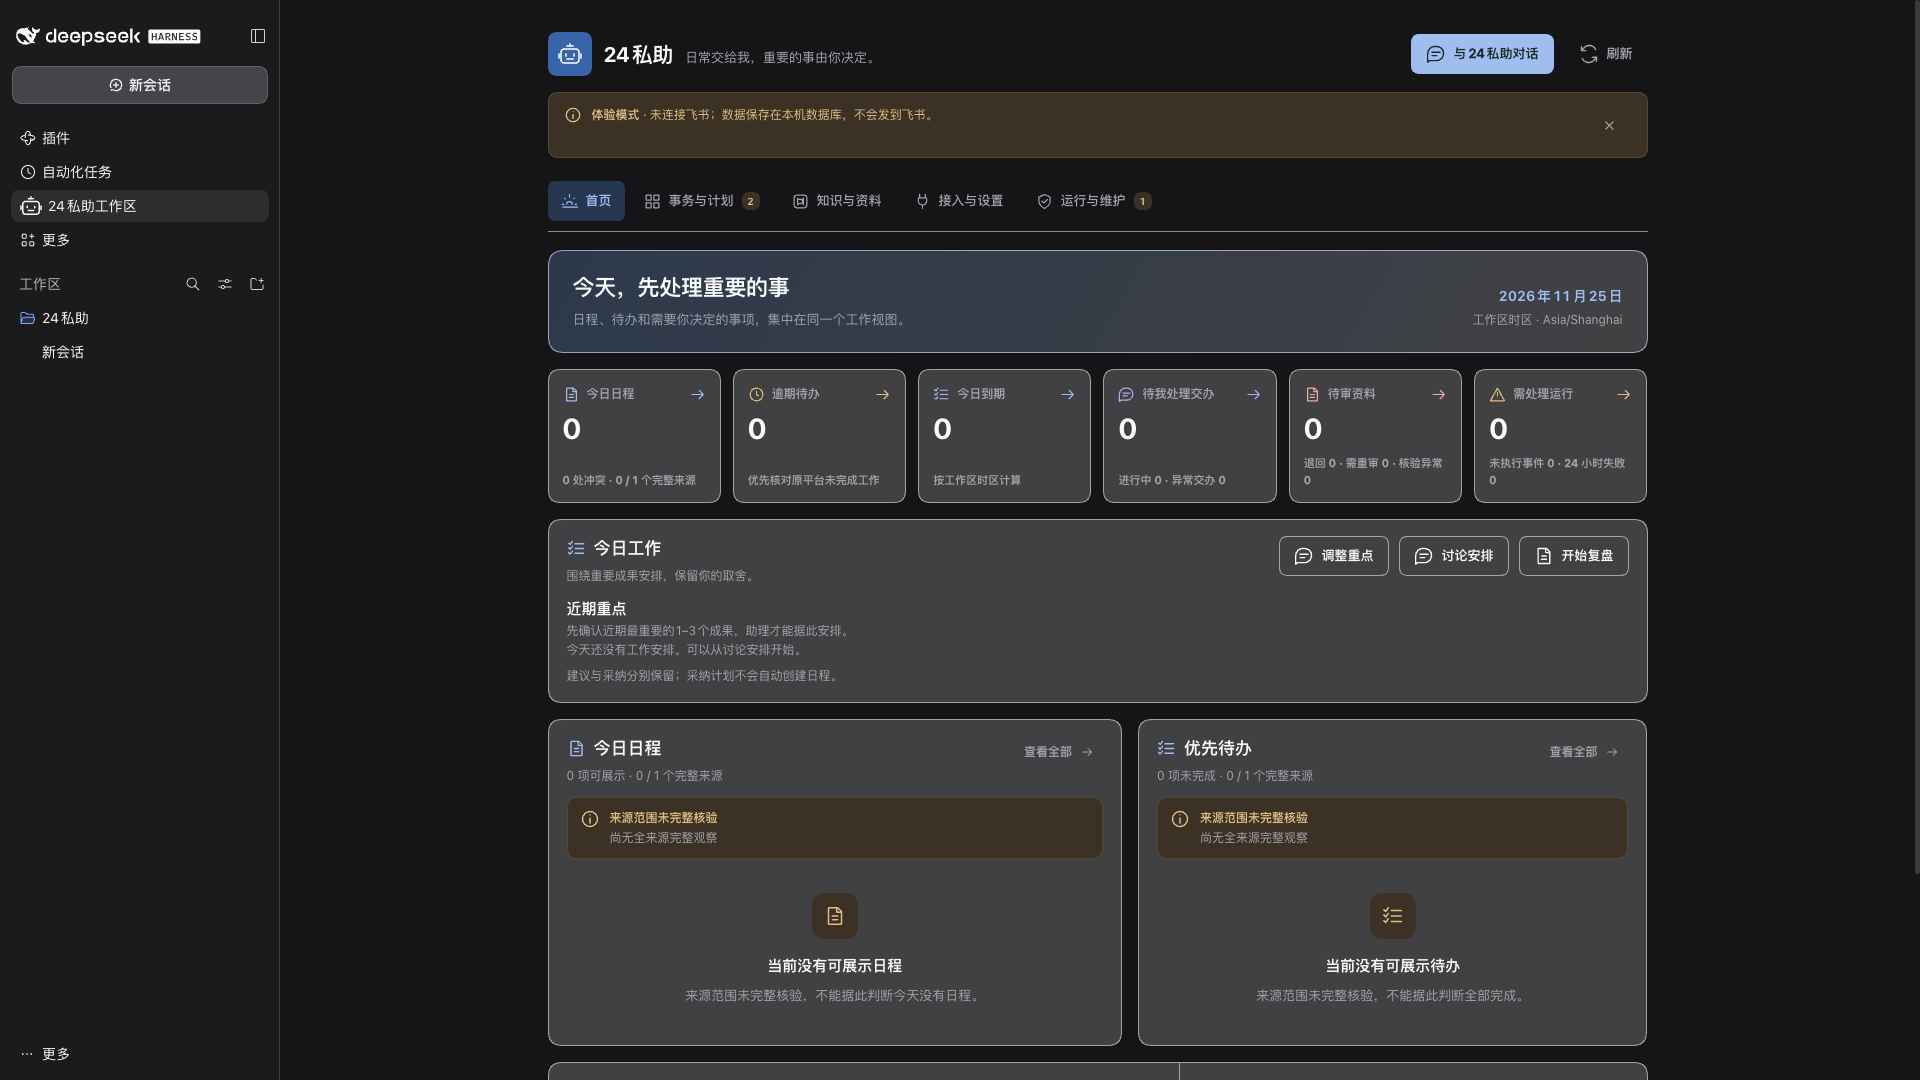 deepseek HARNESS
新会话
插件
自动化任务
24 私助工作区
更多
工作区
24 私助
新会话
更多
24 私助
日常交给我，重要的事由你决定。
与 24 私助对话
刷新
体验模式 · 未连接飞书；数据保存在本机数据库，不会发到飞书。
首页
事务与计划 2
知识与资料
接入与设置
运行与维护 1
今天，先处理重要的事
日程、待办和需要你决定的事项，集中在同一个工作视图。
2026 年 11 月 25 日
工作区时区 · Asia/Shanghai
今日日程
0
0 处冲突 · 0 / 1 个完整来源
逾期待办
0
优先核对原平台未完成工作
今日到期
0
按工作区时区计算
待我处理交办
0
进行中 0 · 异常交办 0
待审资料
0
退回 0 · 需重审 0 · 核验异常
0
需处理运行
0
未执行事件 0 · 24 小时失败
0
今日工作
围绕重要成果安排，保留你的取舍。
调整重点
讨论安排
开始复盘
近期重点
先确认近期最重要的 1–3 个成果，助理才能据此安排。
今天还没有工作安排。可以从讨论安排开始。
建议与采纳分别保留；采纳计划不会自动创建日程。
今日日程
查看全部
0 项可展示 · 0 / 1 个完整来源
来源范围未完整核验
尚无全来源完整观察
当前没有可展示日程
来源范围未完整核验，不能据此判断今天没有日程。
优先待办
查看全部
0 项未完成 · 0 / 1 个完整来源
来源范围未完整核验
尚无全来源完整观察
当前没有可展示待办
来源范围未完整核验，不能据此判断全部完成。